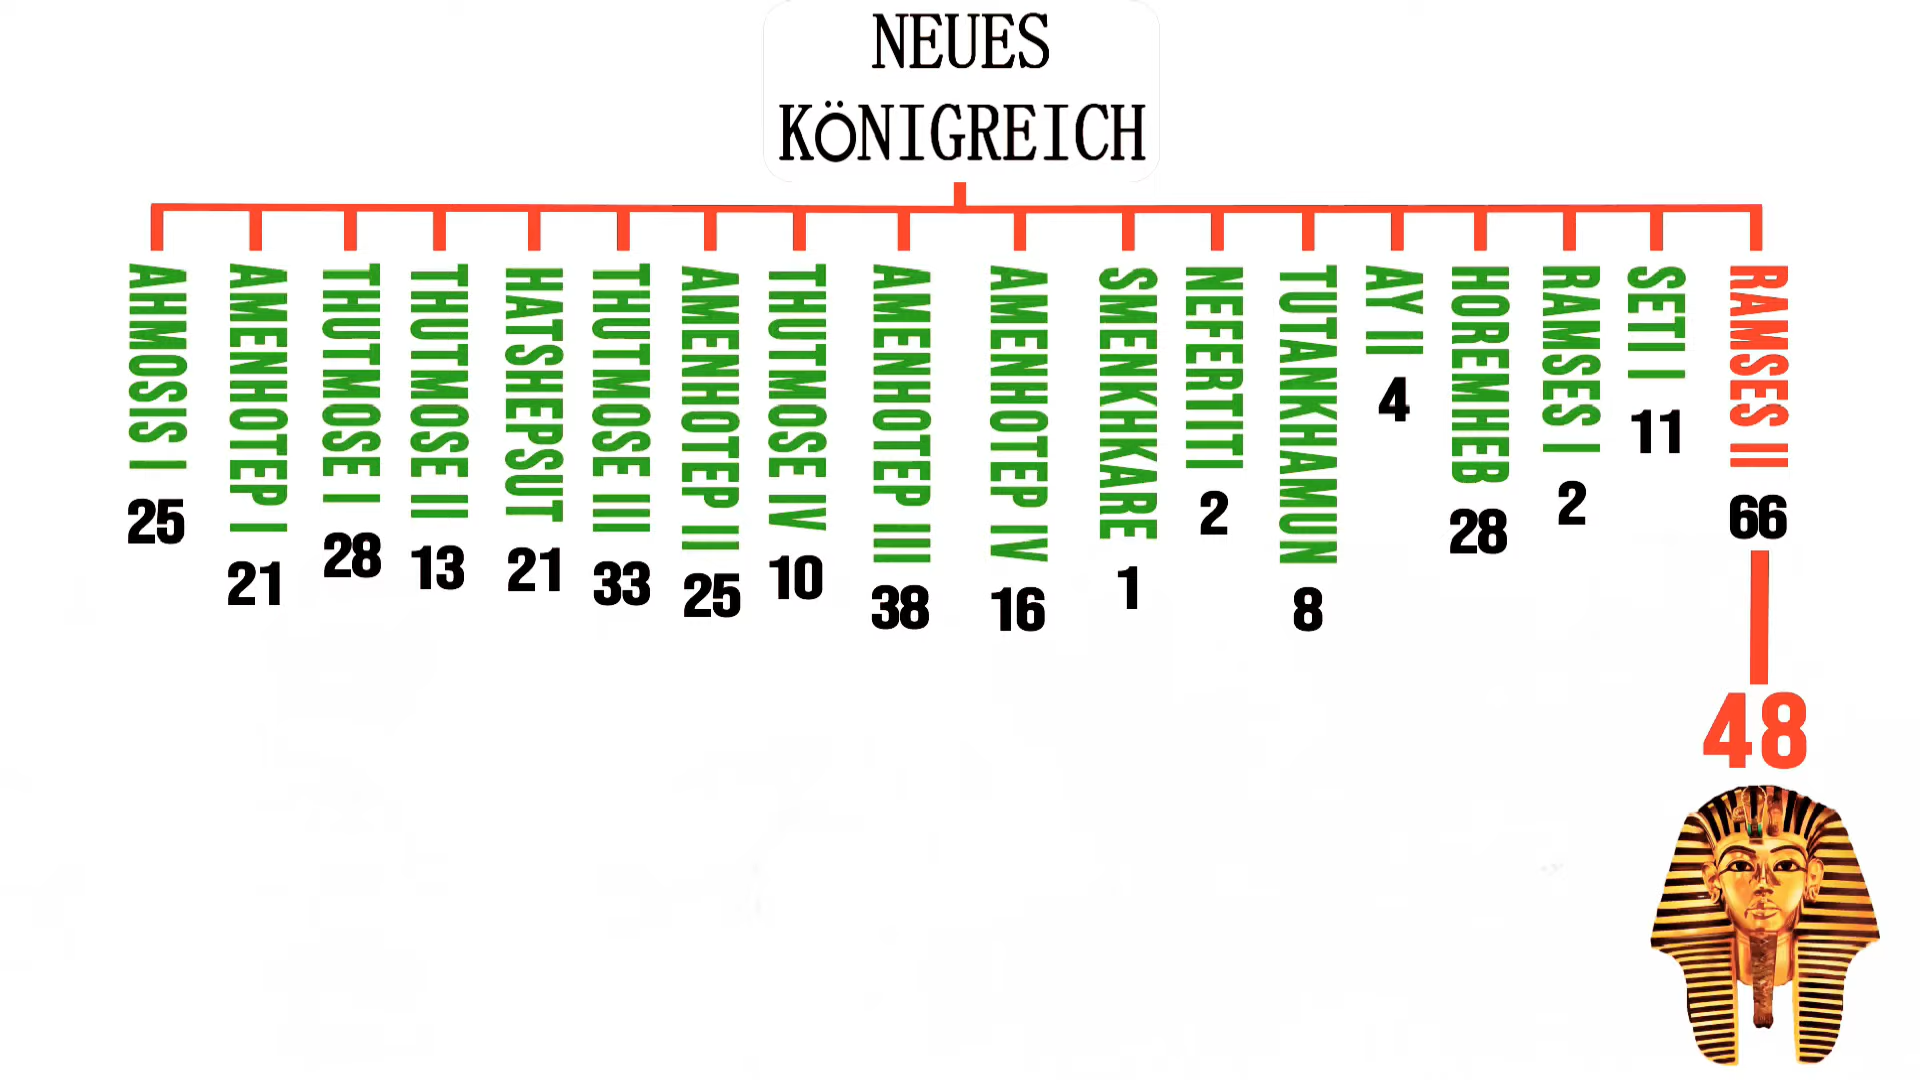 NEUES
KÖNIGREICH
AHMOSIS I
25
AMENHOTEP I
21
THUTMOSE I
28
THUTMOSE II
13
HATSHEPSUT
21
THUTMOSE III
33
AMENHOTEP II
25
THUTMOSE IV
10
AMENHOTEP III
38
AMENHOTEP IV
16
SMENKHKARE
1
NEFERTITI
2
TUTANKHAMUN
8
AY II
4
HOREMHEB
28
RAMSES I
2
SETI I
11
RAMSES II
66
48